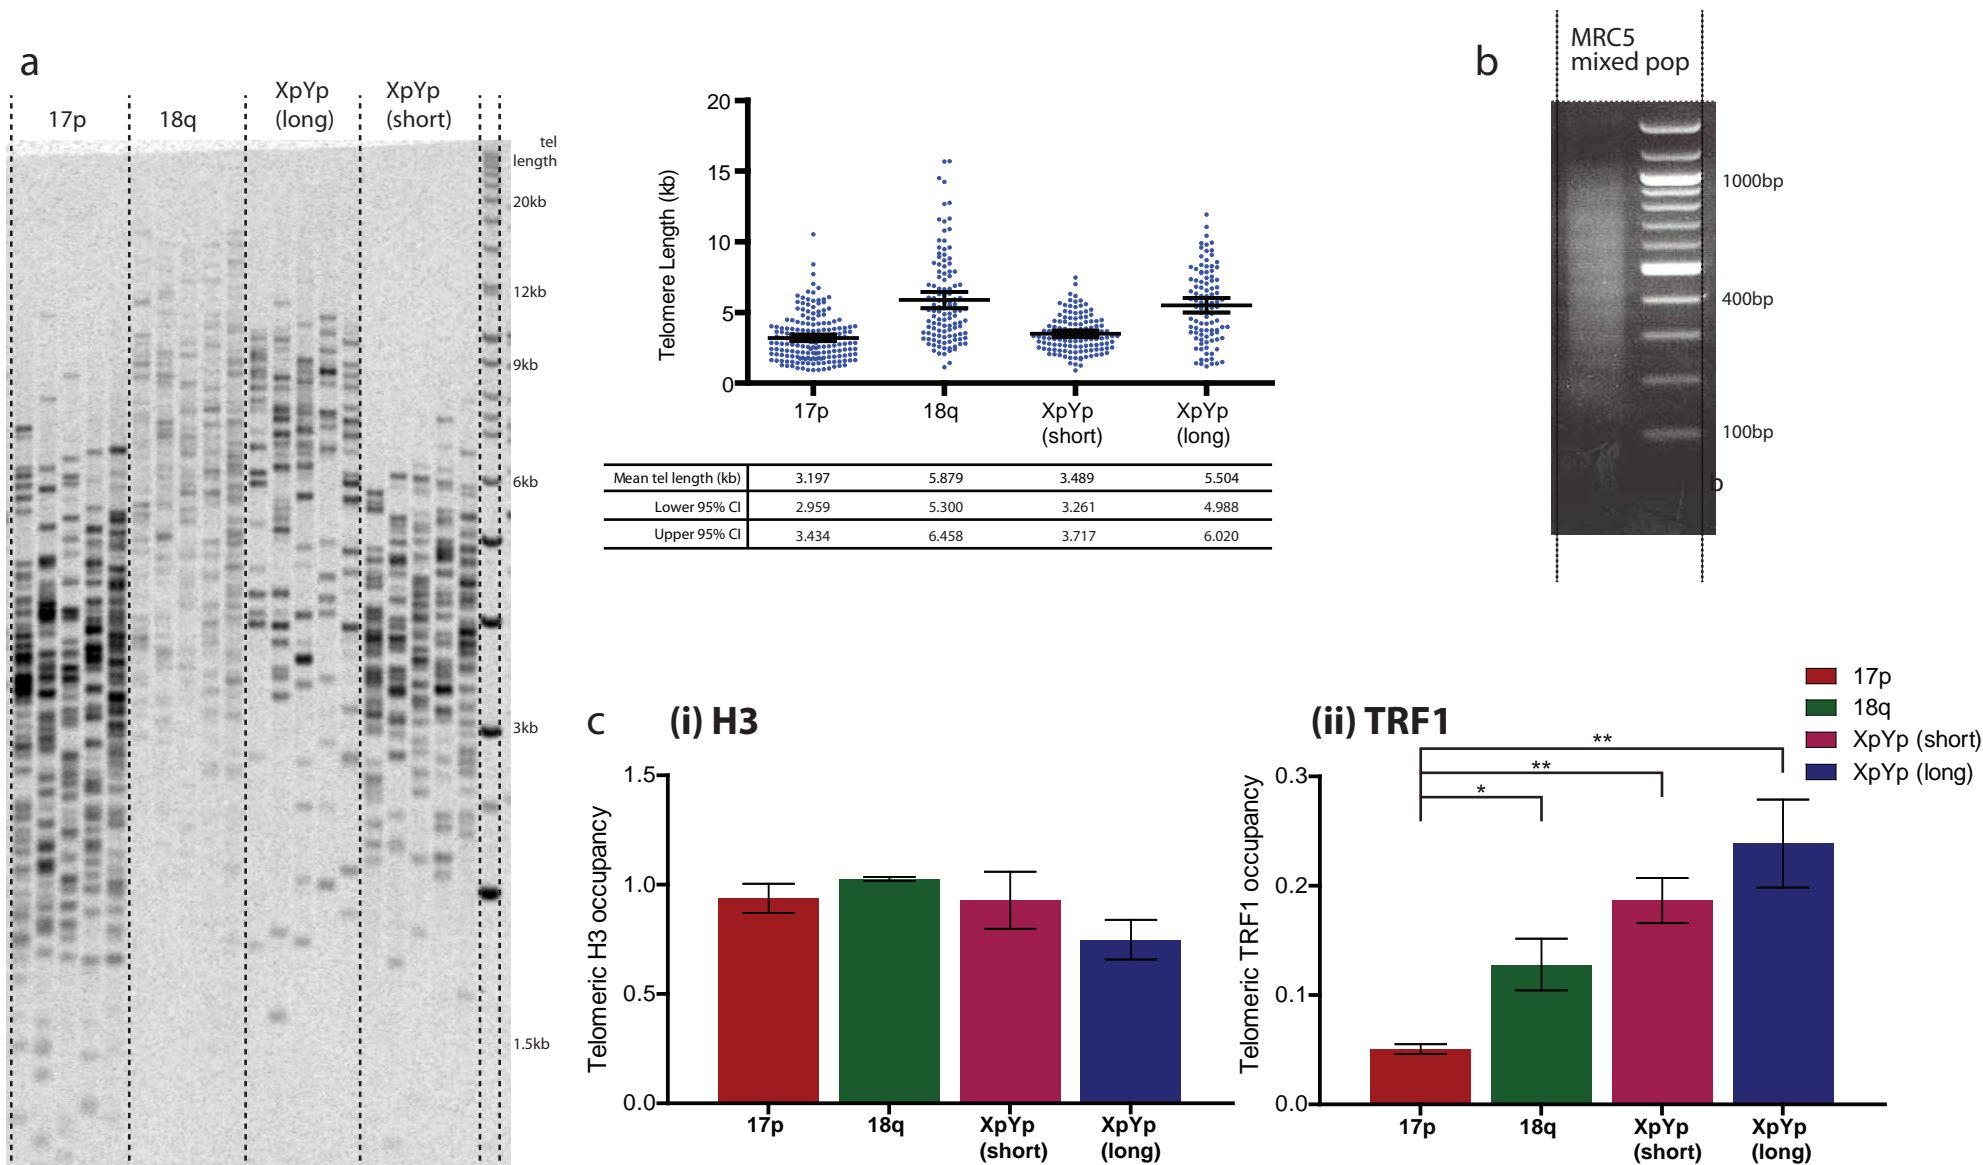 a
17p
18q
XpYp
(long)
XpYp
(short)
tel
length
20kb
12kb
9kb
6kb
3kb
1.5kb
Telomere Length (kb)
20
15
10
5
0
17p
18q
XpYp
(short)
XpYp
(long)
Mean tel length (kb) 3.197 5.879 3.489 5.504
Lower 95% CI 2.959 5.300 3.261 4.988
Upper 95% CI 3.434 6.458 3.717 6.020
b
MRC5
mixed pop
1000bp
400bp
100bp
b
c
(i) H3
Telomeric H3 occupancy
1.5
1.0
0.5
0.0
17p
18q
XpYp
(short)
XpYp
(long)
(ii) TRF1
Telomeric TRF1 occupancy
0.3
0.2
0.1
0.0
*
**
**
17p
18q
XpYp
(short)
XpYp
(long)
17p
18q
XpYp (short)
XpYp (long)